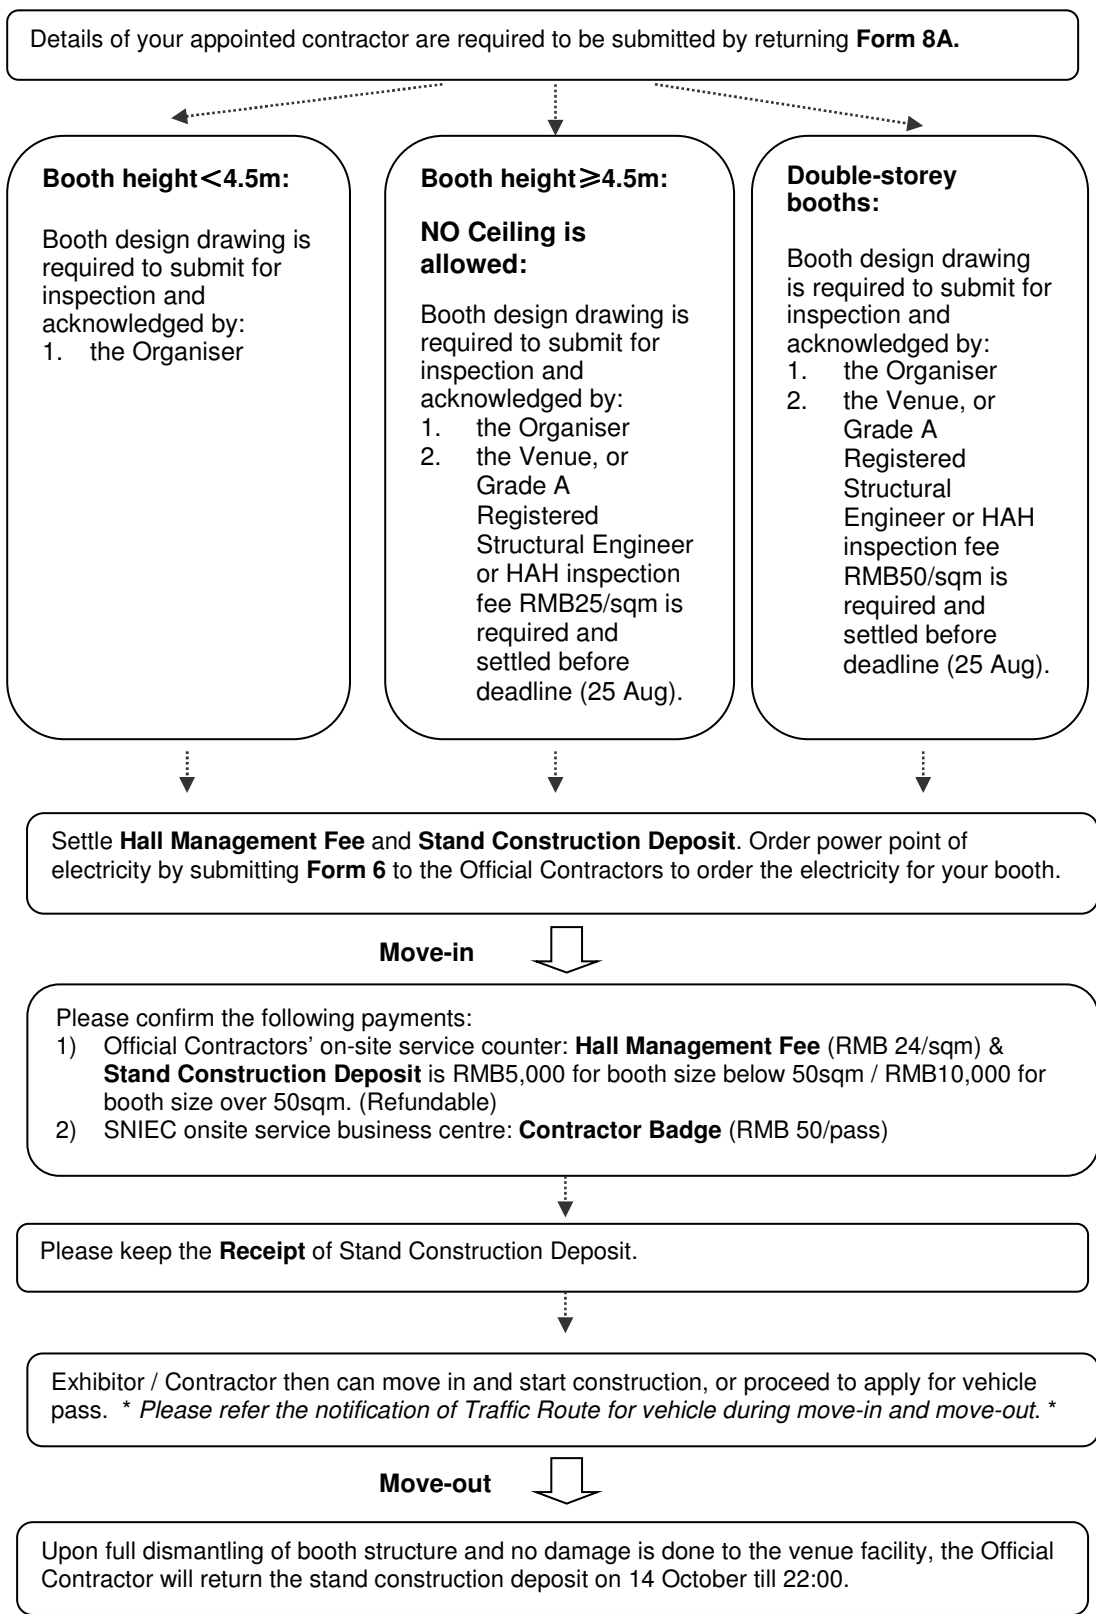 Details of your appointed contractor are required to be submitted by returning Form 8A.
Booth height＜4.5m:
Booth design drawing is
required to submit for
inspection and
acknowledged by:
1. the Organiser
Booth height≥4.5m:
NO Ceiling is
allowed:
Booth design drawing is
required to submit for
inspection and
acknowledged by:
1. the Organiser
2. the Venue, or
Grade A
Registered
Structural Engineer
or HAH inspection
fee RMB25/sqm is
required and
settled before
deadline (25 Aug).
Double-storey
booths:
Booth design drawing
is required to submit for
inspection and
acknowledged by:
1. the Organiser
2. the Venue, or
Grade A
Registered
Structural
Engineer or HAH
inspection fee
RMB50/sqm is
required and
settled before
deadline (25 Aug).
Settle Hall Management Fee and Stand Construction Deposit. Order power point of
electricity by submitting Form 6 to the Official Contractors to order the electricity for your booth.
Move-in
Please confirm the following payments:
1) Official Contractors’ on-site service counter: Hall Management Fee (RMB 24/sqm) &
Stand Construction Deposit is RMB5,000 for booth size below 50sqm / RMB10,000 for
booth size over 50sqm. (Refundable)
2) SNIEC onsite service business centre: Contractor Badge (RMB 50/pass)
Please keep the Receipt of Stand Construction Deposit.
Exhibitor / Contractor then can move in and start construction, or proceed to apply for vehicle
pass. * Please refer the notification of Traffic Route for vehicle during move-in and move-out. *
Move-out
Upon full dismantling of booth structure and no damage is done to the venue facility, the Official
Contractor will return the stand construction deposit on 14 October till 22:00.